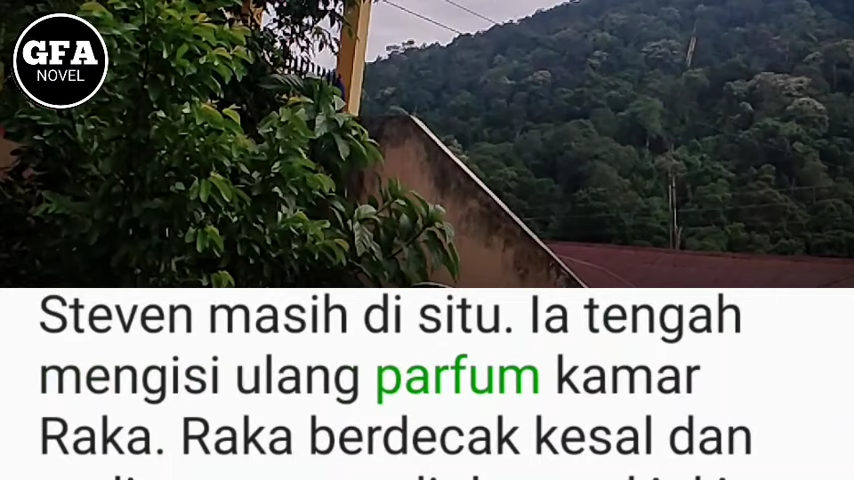 GFA
NOVEL
Steven masih di situ. Ia tengah
mengisi ulang parfum kamar
Raka. Raka berdecak kesal dan